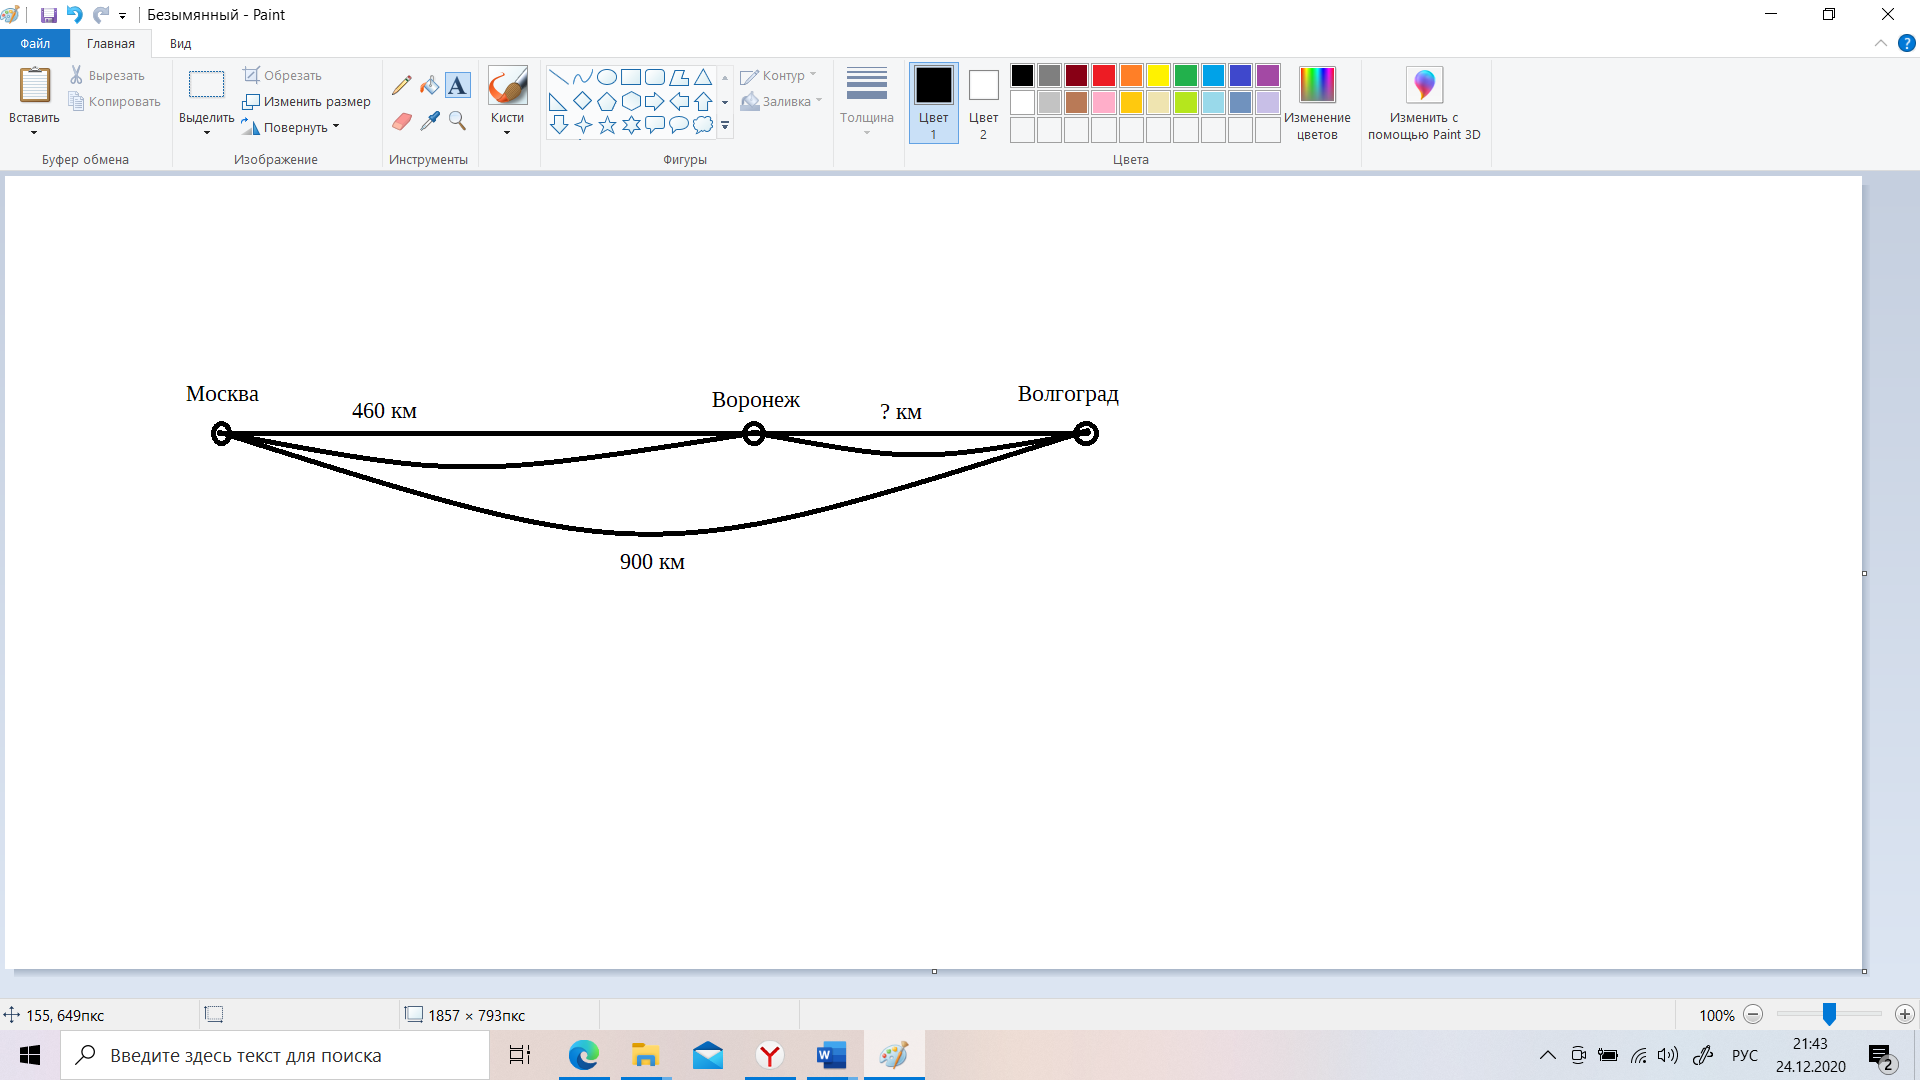 Безымянный - Paint
Файл
Главная
Вид
Вставить
Вырезать
Копировать
Буфер обмена
Выделить
Обрезать
Изменить размер
Повернуть
Изображение
A
Инструменты
Кисти
Контур
Заливка
Фигуры
Толщина
Цвет
1
Цвет
2
Изменение
цветов
Цвета
Изменить с
помощью Paint 3D
Москва
460 км
Воронеж
? км
Волгоград
900 км
155, 649пкс
1857 × 793пкс
100%
Введите здесь текст для поиска
РУС
21:43
24.12.2020
2